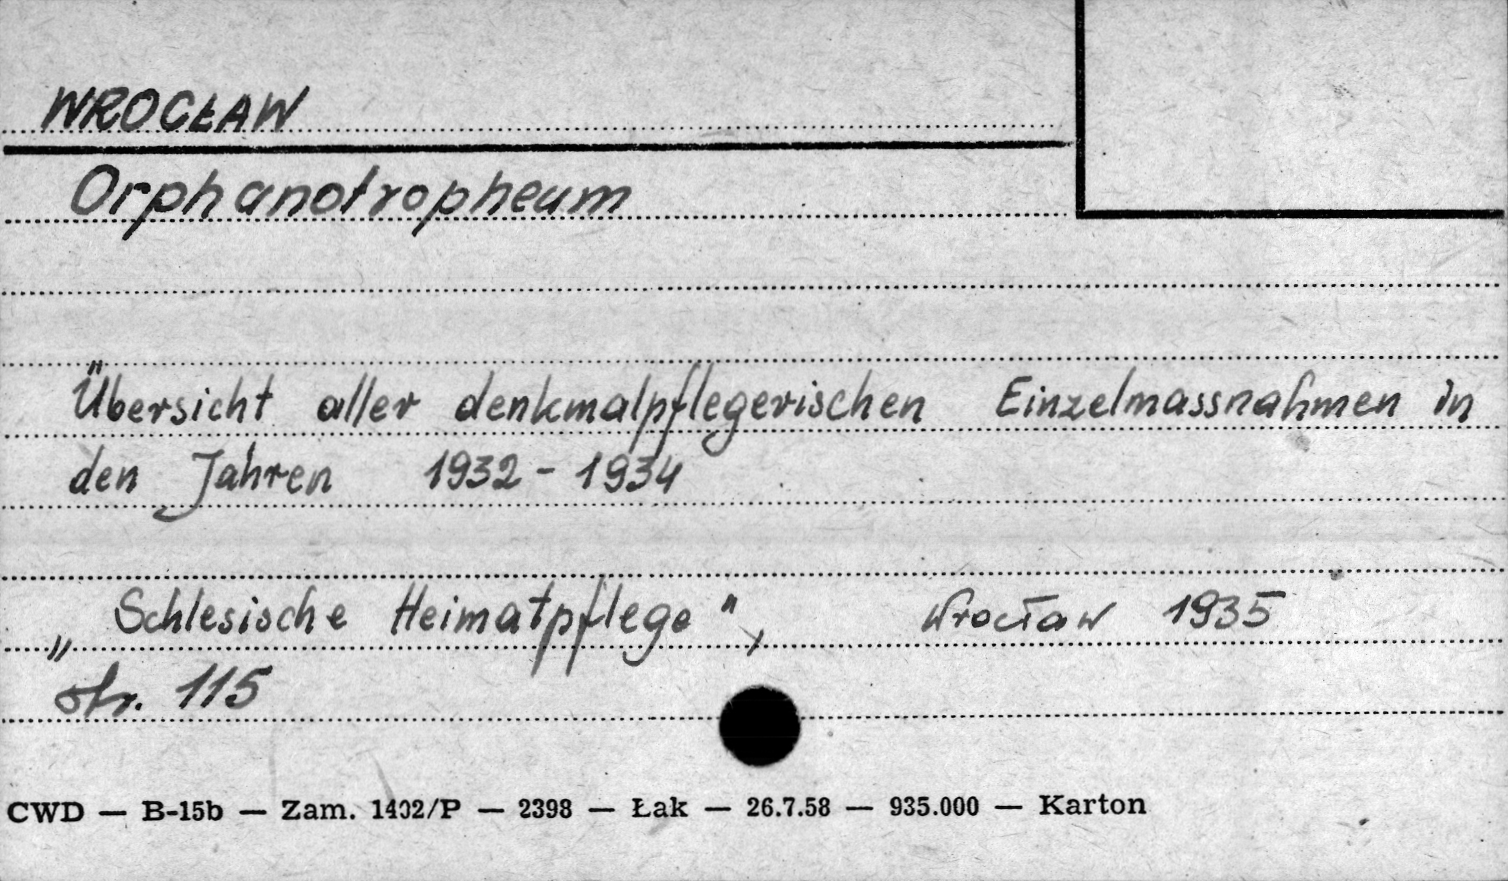 WROCŁAW
Orphanotropheum
Übersicht aller denkmalpflegerischen Einzelmassnahmen in
den Jahren 1932 - 1934
„Schlesische Heimatpflege", Wrocław 1935
str. 115
CWD — B-15b — Zam. 1402/P — 2398 — Łak — 26.7.58 — 935.000 — Karton